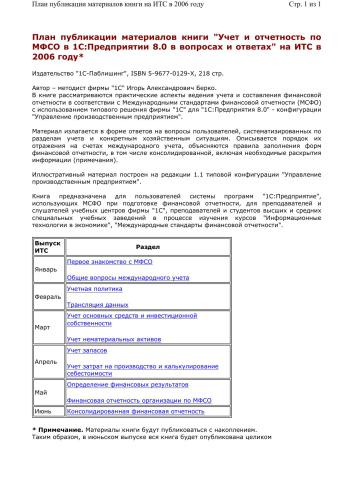 План публикации материалов книги на ИТС в 2006 году
Стр. 1 из 1
План публикации материалов книги "Учет и отчетность по
МФСО в 1С:Предприятии 8.0 в вопросах и ответах" на ИТС в
2006 году*
Издательство "1С-Паблишинг", ISBN 5-9677-0129-X, 218 стр.
Автор – методист фирмы "1С" Игорь Александрович Берко.
В книге рассматриваются практические аспекты ведения учета и составления финансовой
отчетности в соответствии с Международными стандартами финансовой отчетности (МСФО)
с использованием типового решения фирмы "1С" для "1С:Предприятия 8.0" - конфигурации
"Управление производственным предприятием".
Материал излагается в форме ответов на вопросы пользователей, систематизированных по
разделам учета и конкретным хозяйственным ситуациям. Описывается порядок их
отражения на счетах международного учета, объясняются правила заполнения форм
финансовой отчетности, в том числе консолидированной, включая необходимые раскрытия
информации (примечания).
Иллюстративный материал построен на редакции 1.1 типовой конфигурации "Управление
производственным предприятием".
Книга предназначена для пользователей системы программ "1С:Предприятие",
использующих МСФО при подготовке финансовой отчетности, для преподавателей и
слушателей учебных центров фирмы "1С", преподавателей и студентов высших и средних
специальных учебных заведений в процессе изучения курсов "Информационные
технологии в экономике", "Международные стандарты финансовой отчетности".
Выпуск
ИТС
Раздел
Январь
Первое знакомство с МСФО
Общие вопросы международного учета
Февраль
Учетная политика
Трансляция данных
Март
Учет основных средств и инвестиционной
собственности
Учет нематериальных активов
Апрель
Учет запасов
Учет затрат на производство и калькулирование
себестоимости
Май
Определение финансовых результатов
Финансовая отчетность организации по МСФО
Июнь
Консолидированная финансовая отчетность
* Примечание. Материалы книги будут публиковаться с накоплением.
Таким образом, в июньском выпуске вся книга будет опубликована целиком